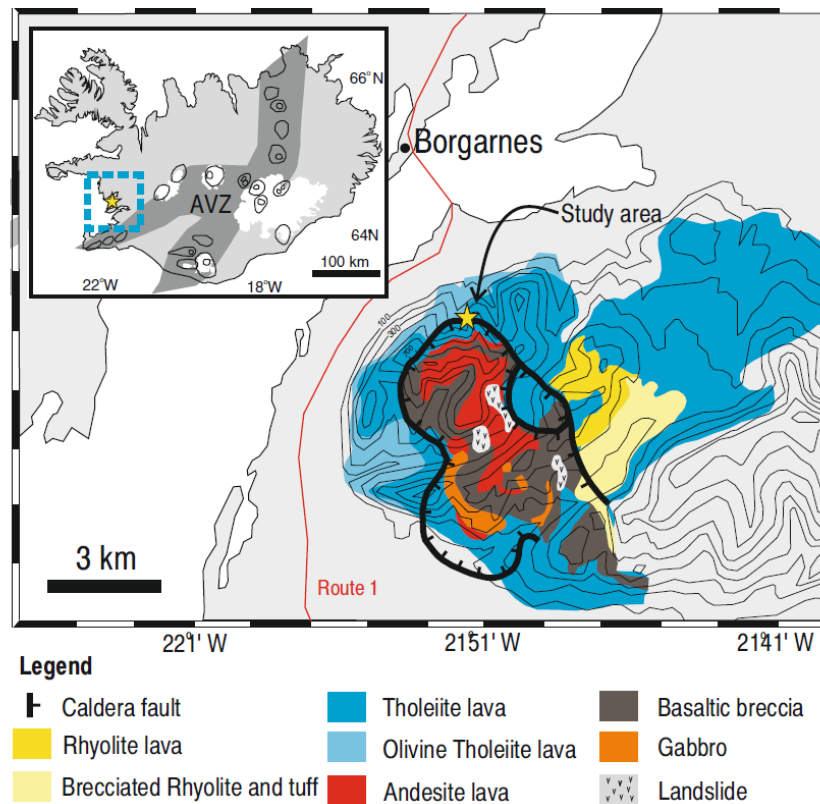 66°N
Borgarnes
AVZ
Study area
64N
100 km
22°W
18°W
100
300
700
3 km
Route 1
22°1' W
21°51' W
21°41' W
Legend
Caldera fault
Tholeiite lava
Basaltic breccia
Rhyolite lava
Olivine Tholeiite lava
Gabbro
Brecciated Rhyolite and tuff
Andesite lava
Landslide